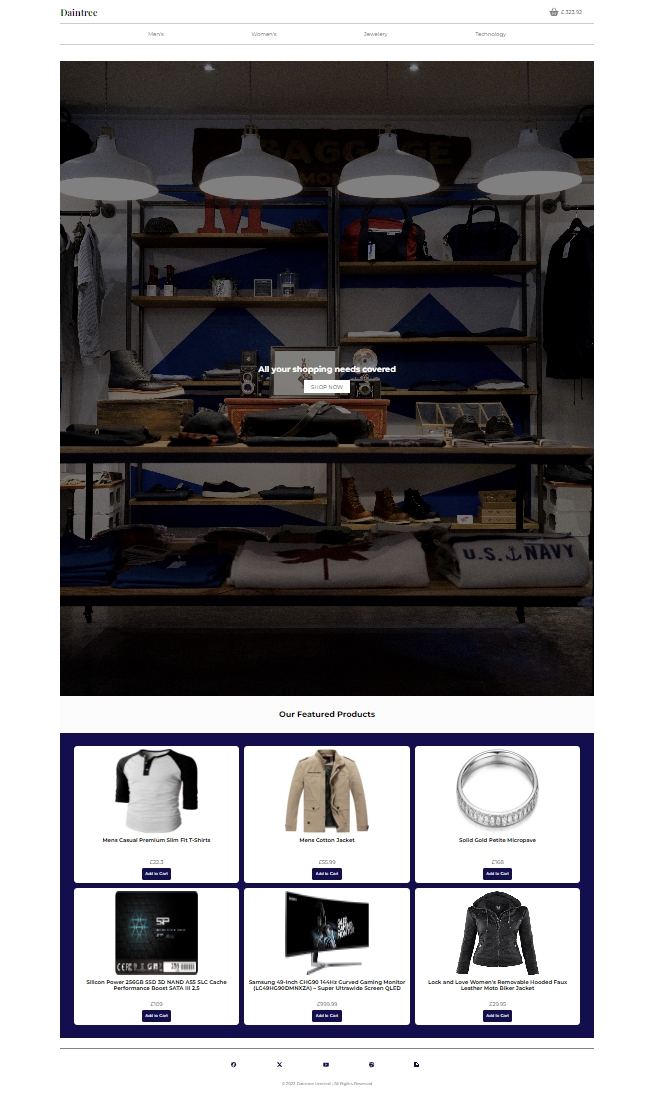 Daintree
£ 323.92
Men's
Women's
Jewelery
Technology
BAGGAGE
M
All your shopping needs covered
SHOP NOW
U.S. NAVY
Our Featured Products
Mens Casual Premium Slim Fit T-Shirts
£22.3
Add to Cart
Mens Cotton Jacket
£55.99
Add to Cart
Solid Gold Petite Micropave
£168
Add to Cart
SP
Silicon Power 256GB SSD 3D NAND A55 SLC Cache
Performance Boost SATA III 2.5
£109
Add to Cart
Samsung 49-Inch CHG90 144Hz Curved Gaming Monitor
(LC49HG90DMNXZA) – Super Ultrawide Screen QLED
£999.99
Add to Cart
Lock and Love Women's Removable Hooded Faux
Leather Moto Biker Jacket
£29.95
Add to Cart
All Rights Reserved